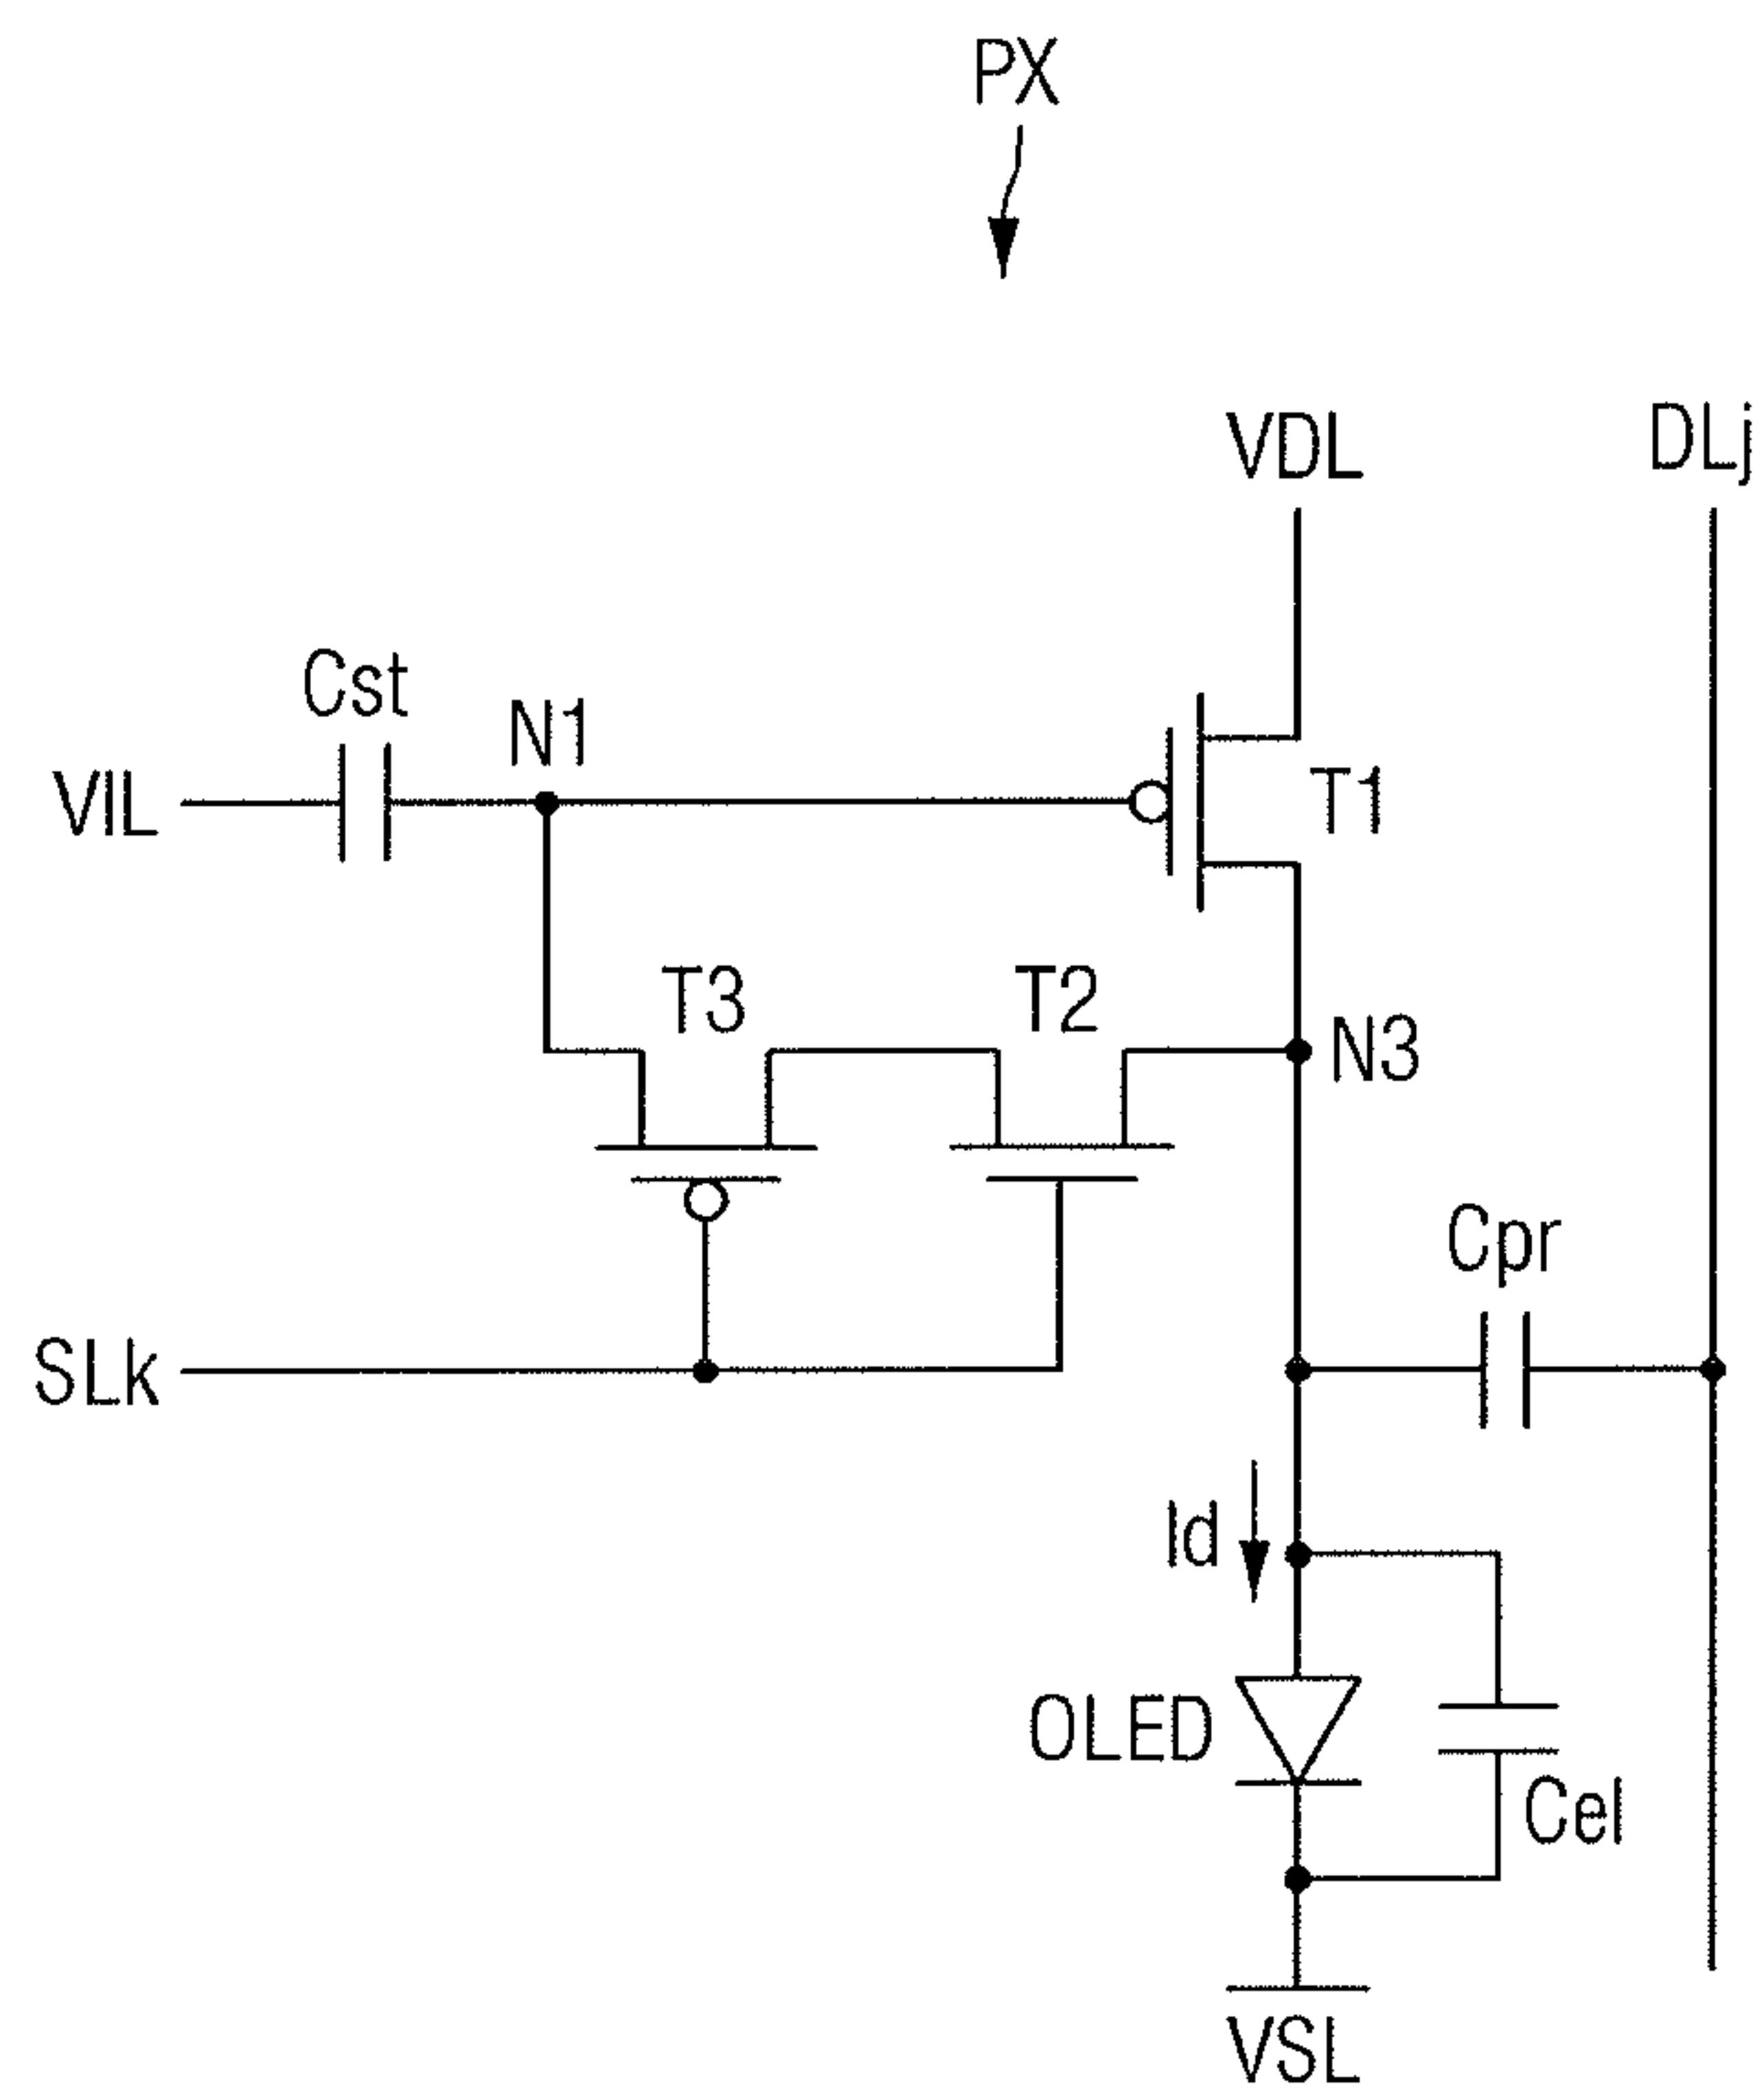 PX
VDL
DLj
Cst
N1
VIL
T1
T3
T2
N3
Cpr
SLk
Id
OLED
Cel
VSL